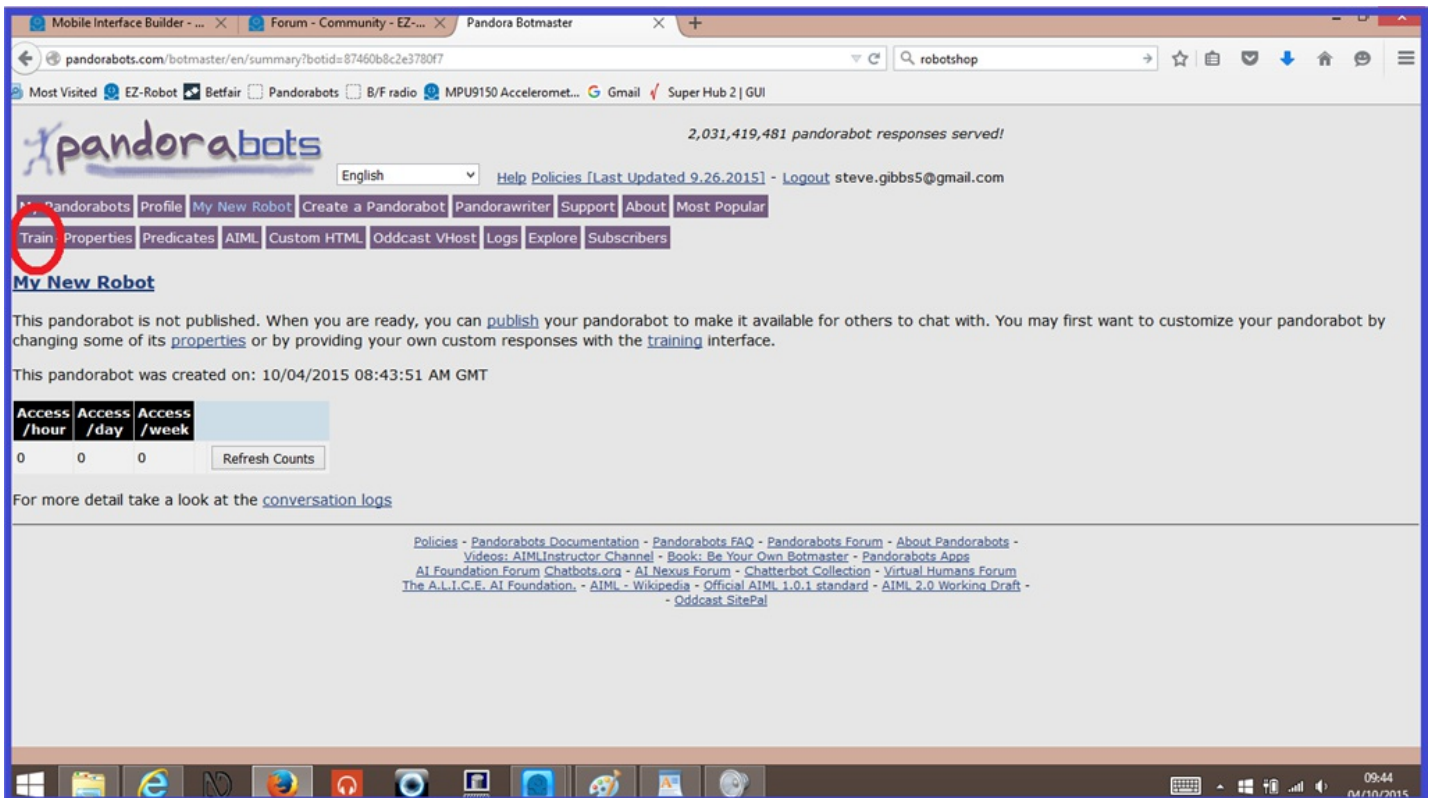 Mobile Interface Builder - ...
Forum - Community - EZ-...
Pandora Botmaster
pandorabots.com/botmaster/en/summary?botid=87460b8c2e3780f7
robotshop
Most Visited EZ-Robot Betfair Pandorabots B/F radio MPU9150 Acceleromet... Gmail Super Hub 2 | GUI
pandorabots
2,031,419,481 pandorabot responses served!
English Help Policies [Last Updated 9.26.2015] - Logout steve.gibbs5@gmail.com
My Pandorabots Profile My New Robot Create a Pandorabot Pandorawriter Support About Most Popular
Train Properties Predicates AIML Custom HTML Oddcast VHost Logs Explore Subscribers
My New Robot
This pandorabot is not published. When you are ready, you can publish your pandorabot to make it available for others to chat with. You may first want to customize your pandorabot by
changing some of its properties or by providing your own custom responses with the training interface.
This pandorabot was created on: 10/04/2015 08:43:51 AM GMT
Access Access Access
/hour /day /week
0 0 0 Refresh Counts
For more detail take a look at the conversation logs
Policies - Pandorabots Documentation - Pandorabots FAQ - Pandorabots Forum - About Pandorabots -
Videos: AIMLInstructor Channel - Book: Be Your Own Botmaster - Pandorabots Apps
AI Foundation Forum Chatbots.org - AI Nexus Forum - Chatterbot Collection - Virtual Humans Forum
The A.L.I.C.E. AI Foundation. - AIML - Wikipedia - Official AIML 1.0.1 standard - AIML 2.0 Working Draft -
- Oddcast SitePal
09:44
04/10/2015